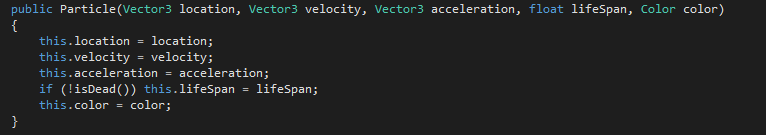 public Particle(Vector3 location, Vector3 velocity, Vector3 acceleration, float lifeSpan, Color color)
{
    this.location = location;
    this.velocity = velocity;
    this.acceleration = acceleration;
    if (!isDead()) this.lifeSpan = lifeSpan;
    this.color = color;
}